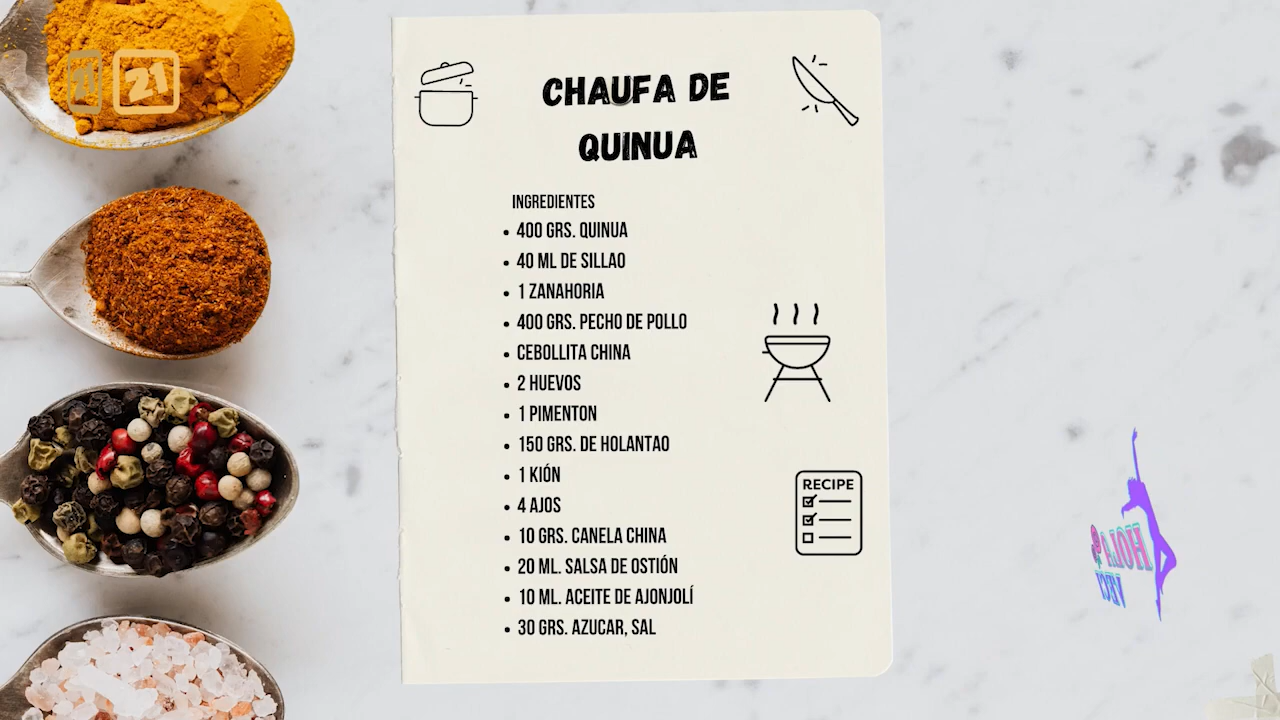 21
CHAUFA DE
QUINUA
INGREDIENTES
• 400 GRS. QUINUA
• 40 ML DE SILLAO
• 1 ZANAHORIA
• 400 GRS. PECHO DE POLLO
• CEBOLLITA CHINA
• 2 HUEVOS
• 1 PIMENTON
• 150 GRS. DE HOLANTAO
• 1 KIÓN
• 4 AJOS
• 10 GRS. CANELA CHINA
• 20 ML. SALSA DE OSTIÓN
• 10 ML. ACEITE DE AJONJOLÍ
• 30 GRS. AZUCAR, SAL
RECIPE
HOLA
VECI